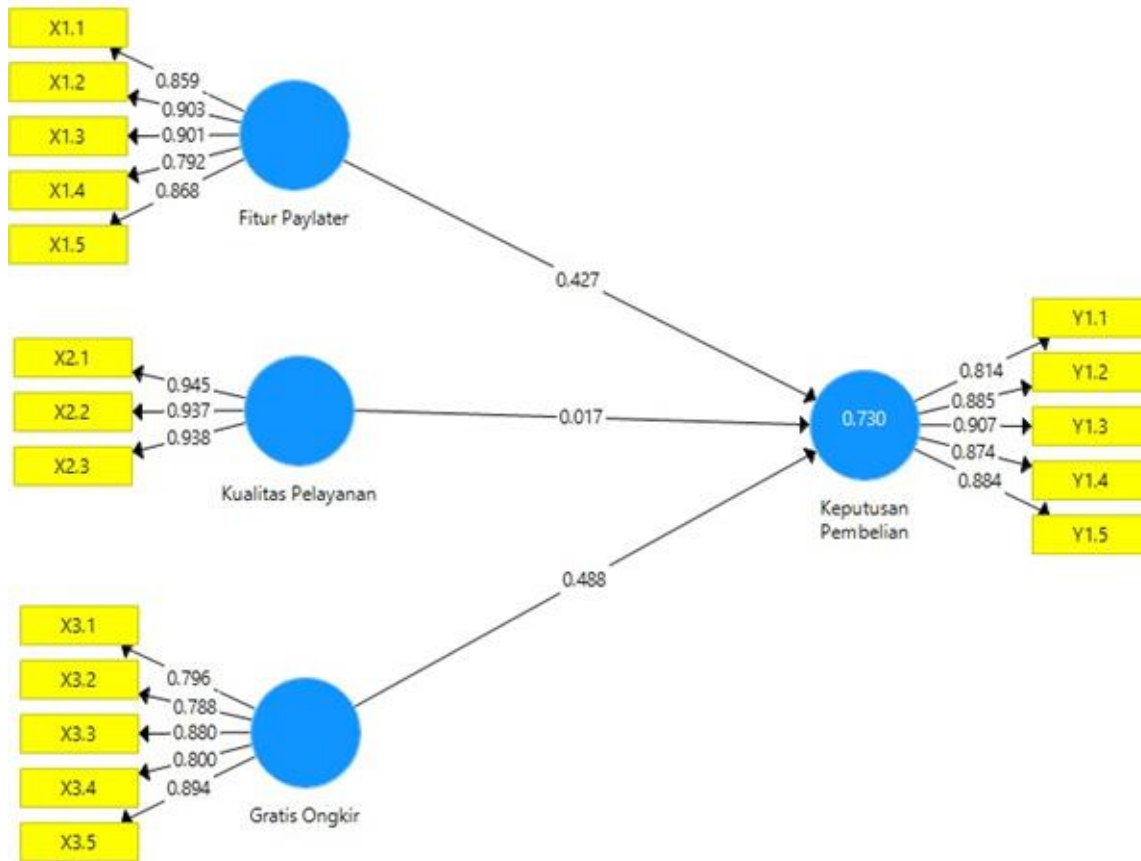 X1.1
X1.2
X1.3
X1.4
X1.5
0.859
0.903
0.901
0.792
0.868
Fitur Paylater
0.427
X2.1
X2.2
X2.3
0.945
0.937
0.938
Kualitas Pelayanan
0.017
X3.1
X3.2
X3.3
X3.4
X3.5
0.796
0.788
0.880
0.800
0.894
Gratis Ongkir
0.488
0.730
Keputusan
Pembelian
0.814
0.885
0.907
0.874
0.884
Y1.1
Y1.2
Y1.3
Y1.4
Y1.5